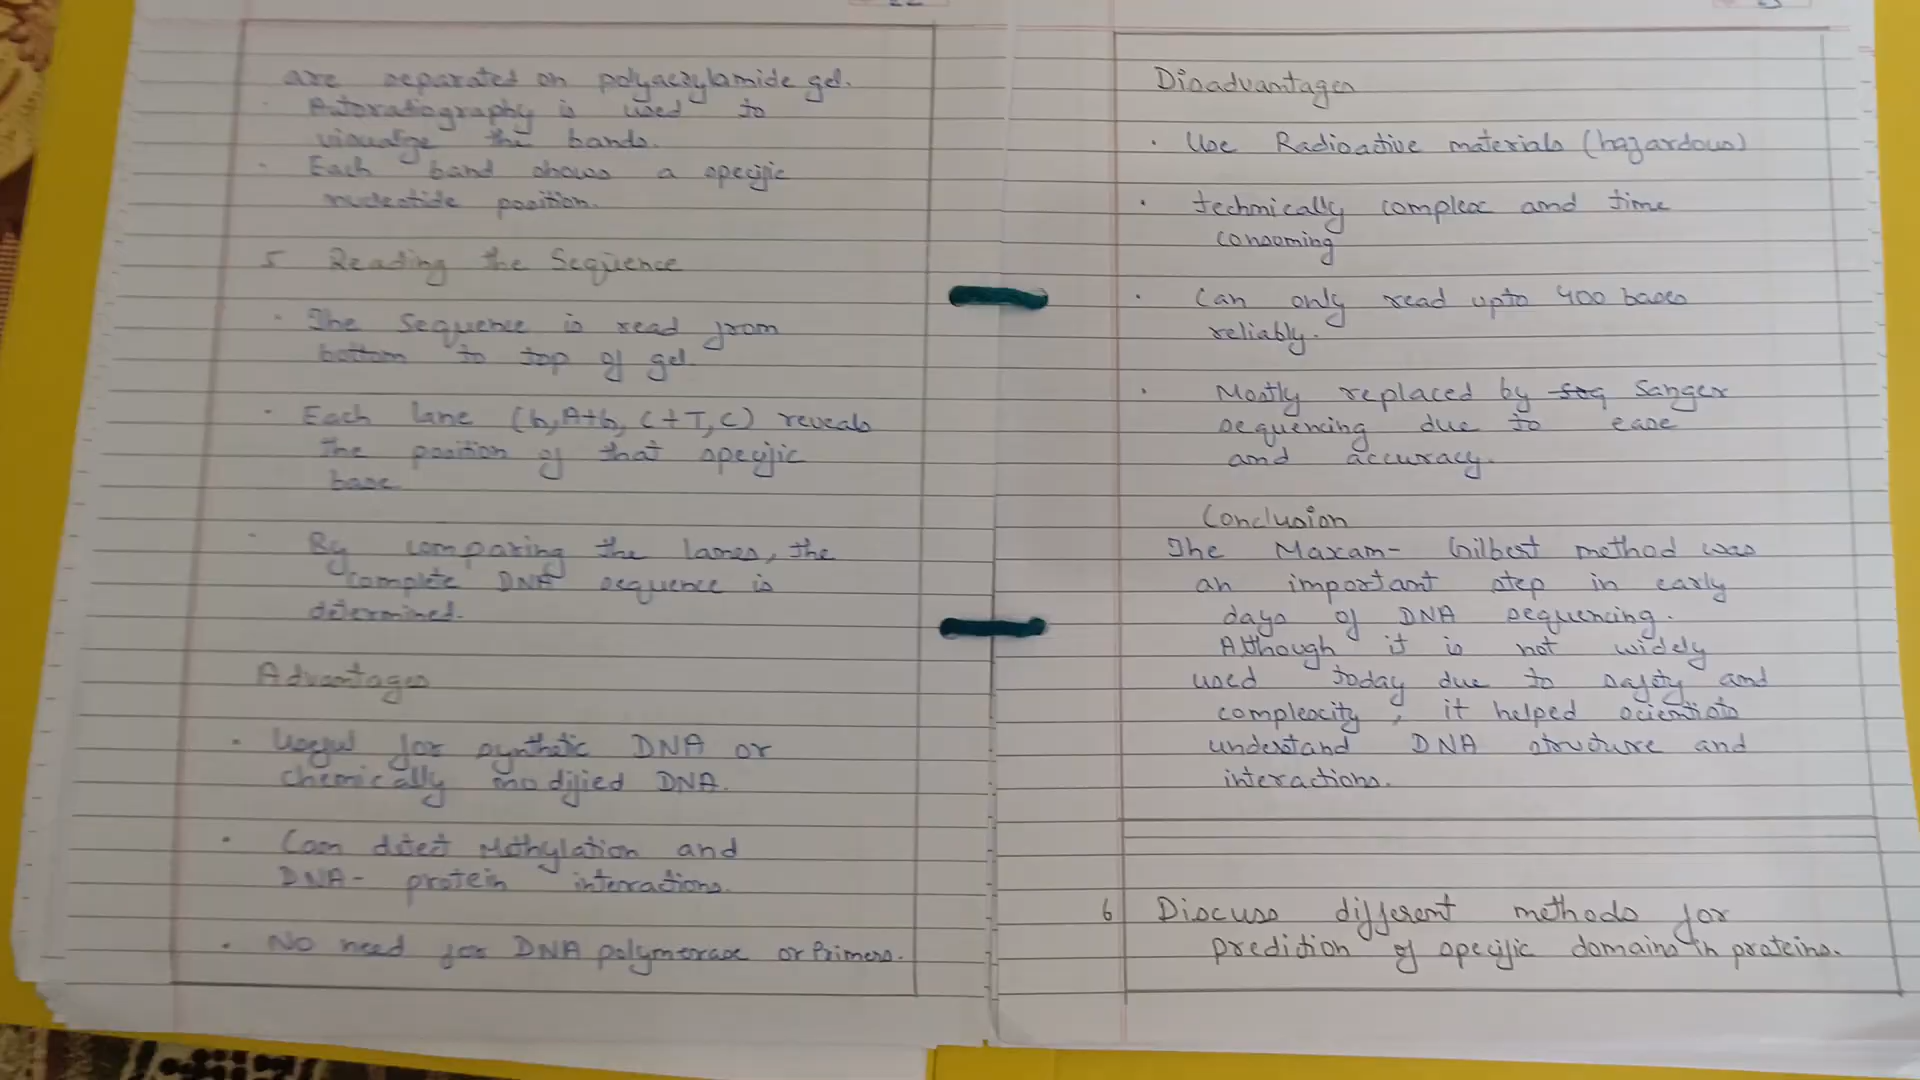 22
are separated on polyacrylamide gel.
Autoradiography is used to
visualize the bands.
Each band shows a specific
nucleotide position.
5 Reading the Sequence
The Sequence is read from
bottom to top of gel
Each lane (G, A+G, C+T, C) reveals
the position of that specific
base
By comparing the lanes, the
complete DNA sequence is
determined.
Advantages
Useful for synthetic DNA or
chemically modified DNA.
Can detect Methylation and
DNA- protein interactions.
No need for DNA polymerase or Primers.
Disadvantages
Use Radioactive materials (hazardous)
technically complex and time
consoming
Can only read upto 400 bases
reliably.
Mostly replaced by seq Sanger
sequencing due to ease
and accuracy.
Conclusion
The Maxam- Gilbert method was
an important step in early
days of DNA sequencing.
Although it is not widely
used today due to safety and
complexity, it helped scientists
understand DNA structure and
interactions.
6 Discuss different methods for
prediction of specific domains in proteins.